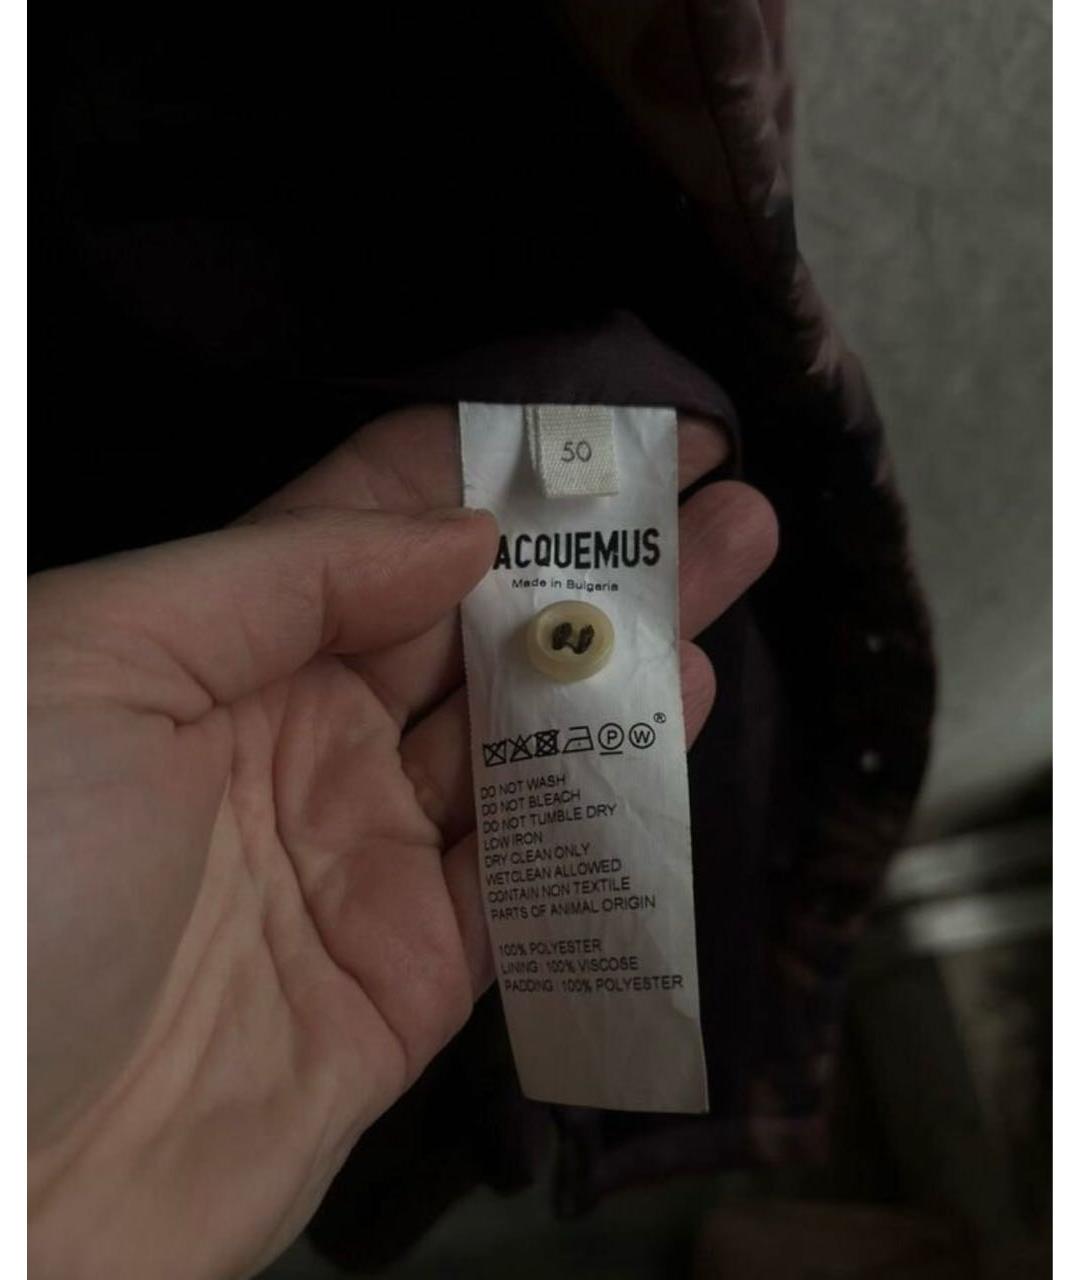 50
ACQUEMUS
Made in Bulgaria
P W ®
DO NOT WASH
DO NOT BLEACH
DO NOT TUMBLE DRY
LOW IRON
DRY CLEAN ONLY
WETCLEAN ALLOWED
CONTAIN NON TEXTILE
PARTS OF ANIMAL ORIGIN
100% POLYESTER
LINING: 100% VISCOSE
PADDING: 100% POLYESTER